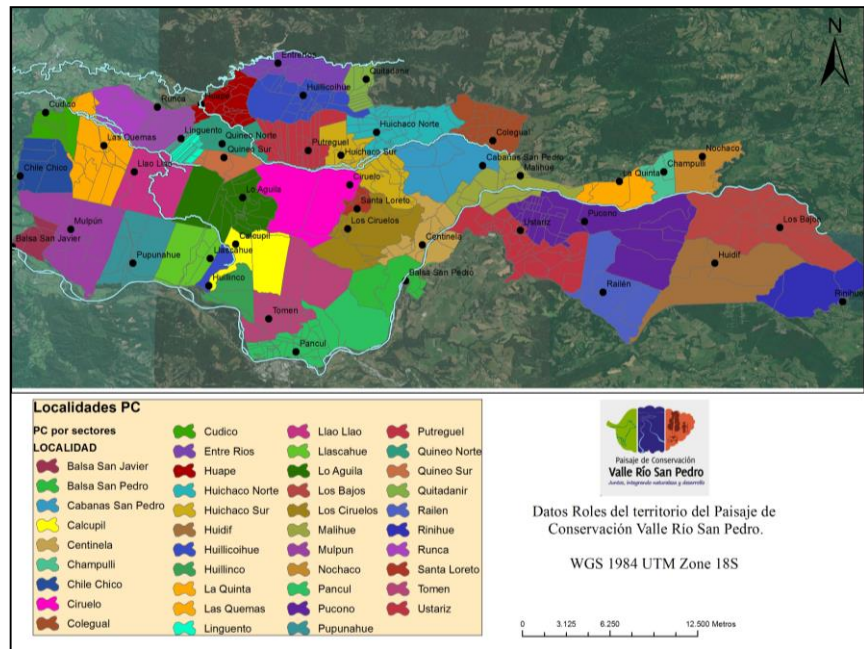 N
Entrerios
Quitadanir
Huape
Huillicoihue
Runca
Cudico
Linguento
Quineo Norte
Huichaco Norte
Colegual
Las Quemas
Putreguel
Huichaco Sur
Quineo Sur
Nochaco
Cabanas San Pedro
Champulli
Malihue
La Quinta
Chile Chico
Llao Llao
Ciruelo
Lo Aguila
Santa Loreto
Los Ciruelos
Mulpún
Ustariz
Pucono
Los Bajon
Balsa San Javier
Calcupil
Centinela
Pupunahue
Llascahue
Huidif
Huillinco
Balsa San Pedro
Railén
Rinihue
Tomen
Pancul
Localidades PC
PC por sectores
LOCALIDAD
Balsa San Javier
Balsa San Pedro
Cabanas San Pedro
Calcupil
Centinela
Champulli
Chile Chico
Ciruelo
Colegual
Cudico
Entre Rios
Huape
Huichaco Norte
Huichaco Sur
Huidif
Huillicoihue
Huillinco
La Quinta
Las Quemas
Linguento
Llao Llao
Llascahue
Lo Aguila
Los Bajos
Los Ciruelos
Malihue
Mulpun
Nochaco
Pancul
Pucono
Pupunahue
Putreguel
Quineo Norte
Quineo Sur
Quitadanir
Railen
Rinihue
Runca
Santa Loreto
Tomen
Ustariz
Paisaje de Conservación
Valle Río San Pedro
Juntos, integrando naturaleza y desarrollo
Datos Roles del territorio del Paisaje de
Conservación Valle Rio San Pedro.
WGS 1984 UTM Zone 18S
0 3.125 6.250 12.500 Metros